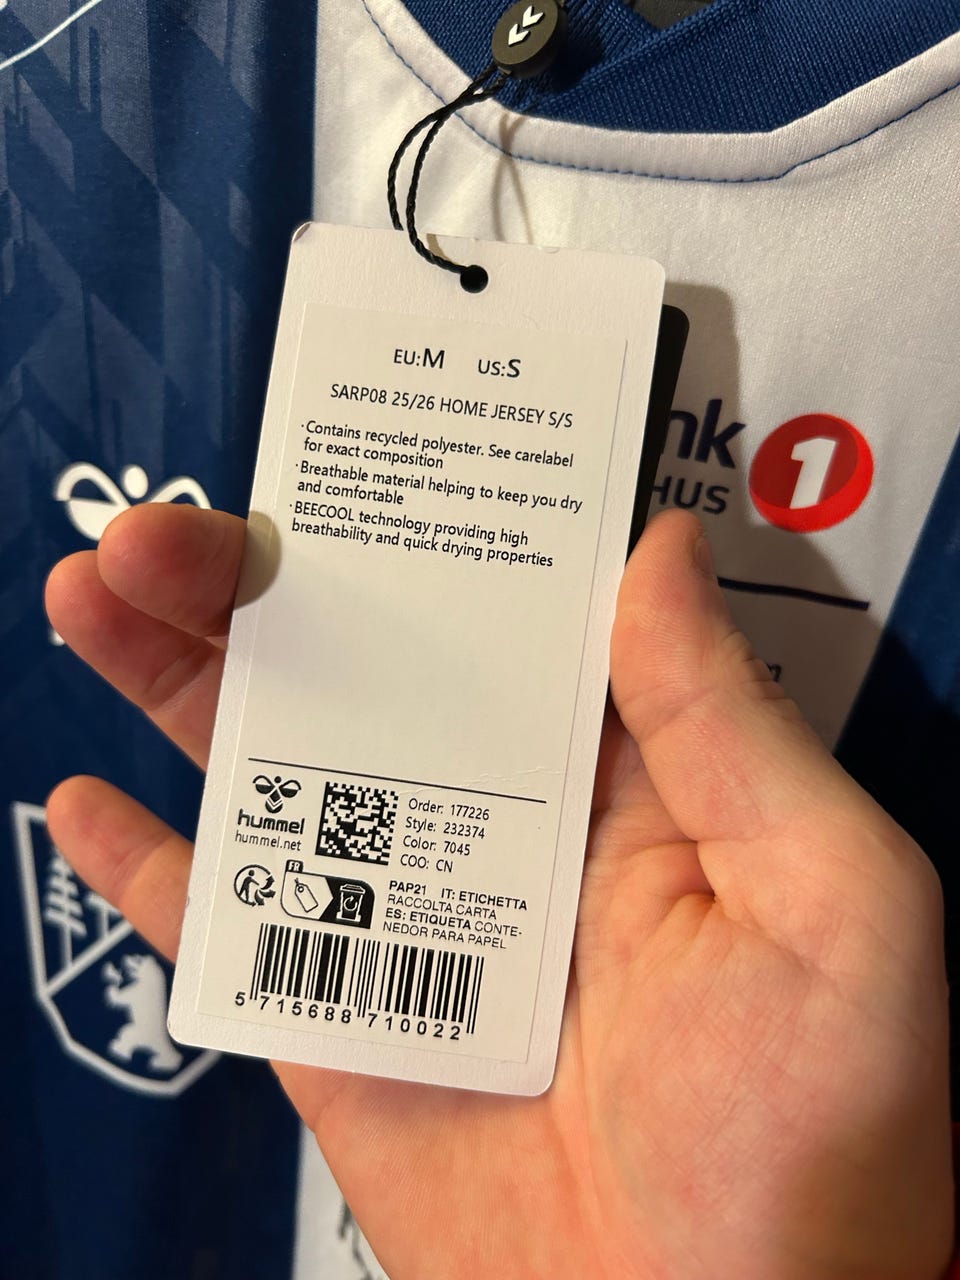 EU:M US:S
SARP08 25/26 HOME JERSEY S/S
·Contains recycled polyester. See carelabel
for exact composition
·Breathable material helping to keep you dry
and comfortable
·BEECOOL technology providing high
breathability and quick drying properties
hummel
hummel.net
Order: 177226
Style: 232374
Color: 7045
COO: CN
FR
PAP21 IT: ETICHETTA
RACCOLTA CARTA
ES: ETIQUETA CONTE-
NEDOR PARA PAPEL
5 715688 710022
nk
HUS
1